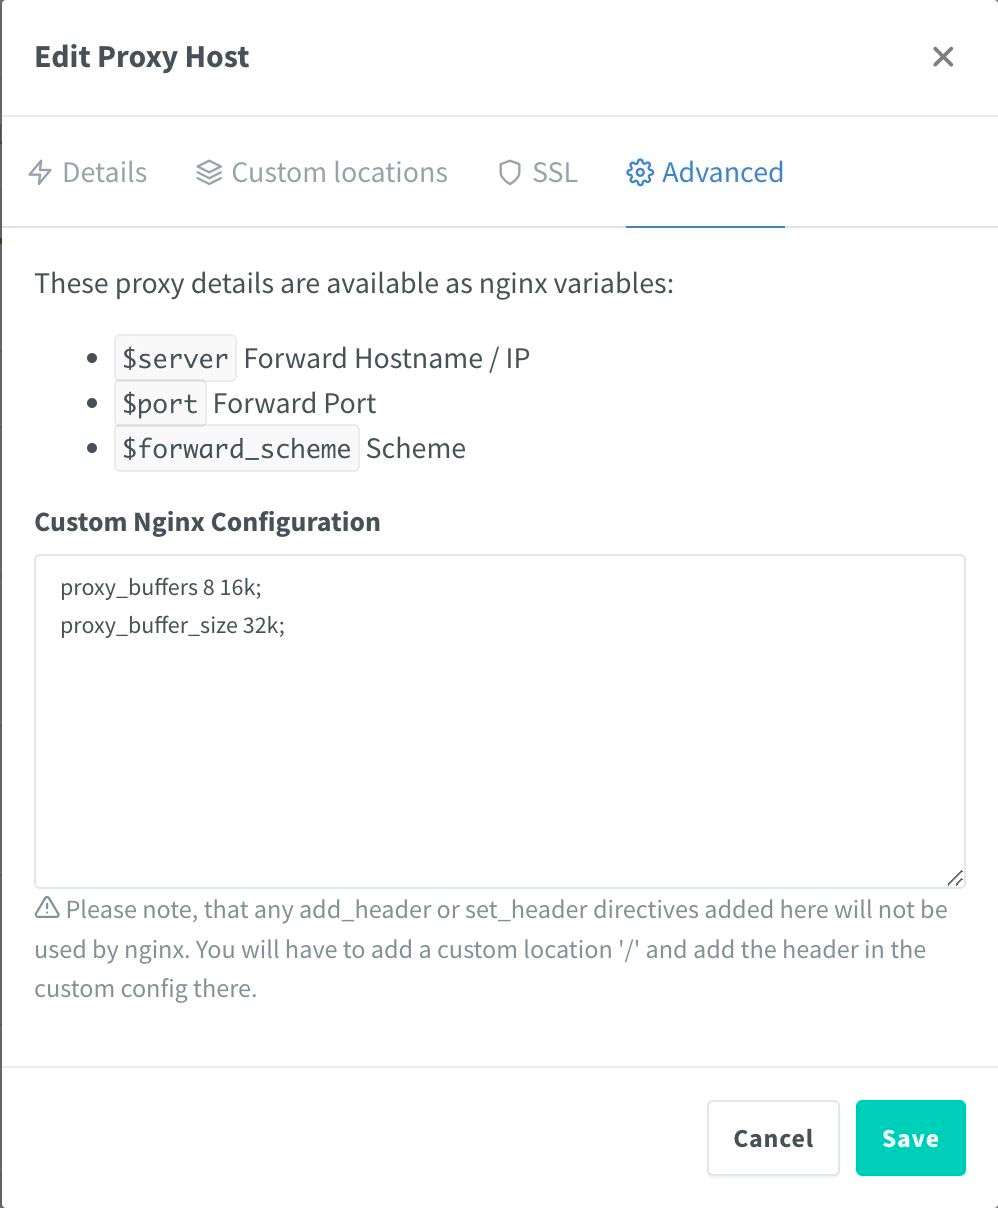 Edit Proxy Host
Details
Custom locations
SSL
Advanced
These proxy details are available as nginx variables:
$server Forward Hostname / IP
$port Forward Port
$forward_scheme Scheme
Custom Nginx Configuration
proxy_buffers 8 16k;
proxy_buffer_size 32k;
Please note, that any add_header or set_header directives added here will not be
used by nginx. You will have to add a custom location '/' and add the header in the
custom config there.
Cancel
Save